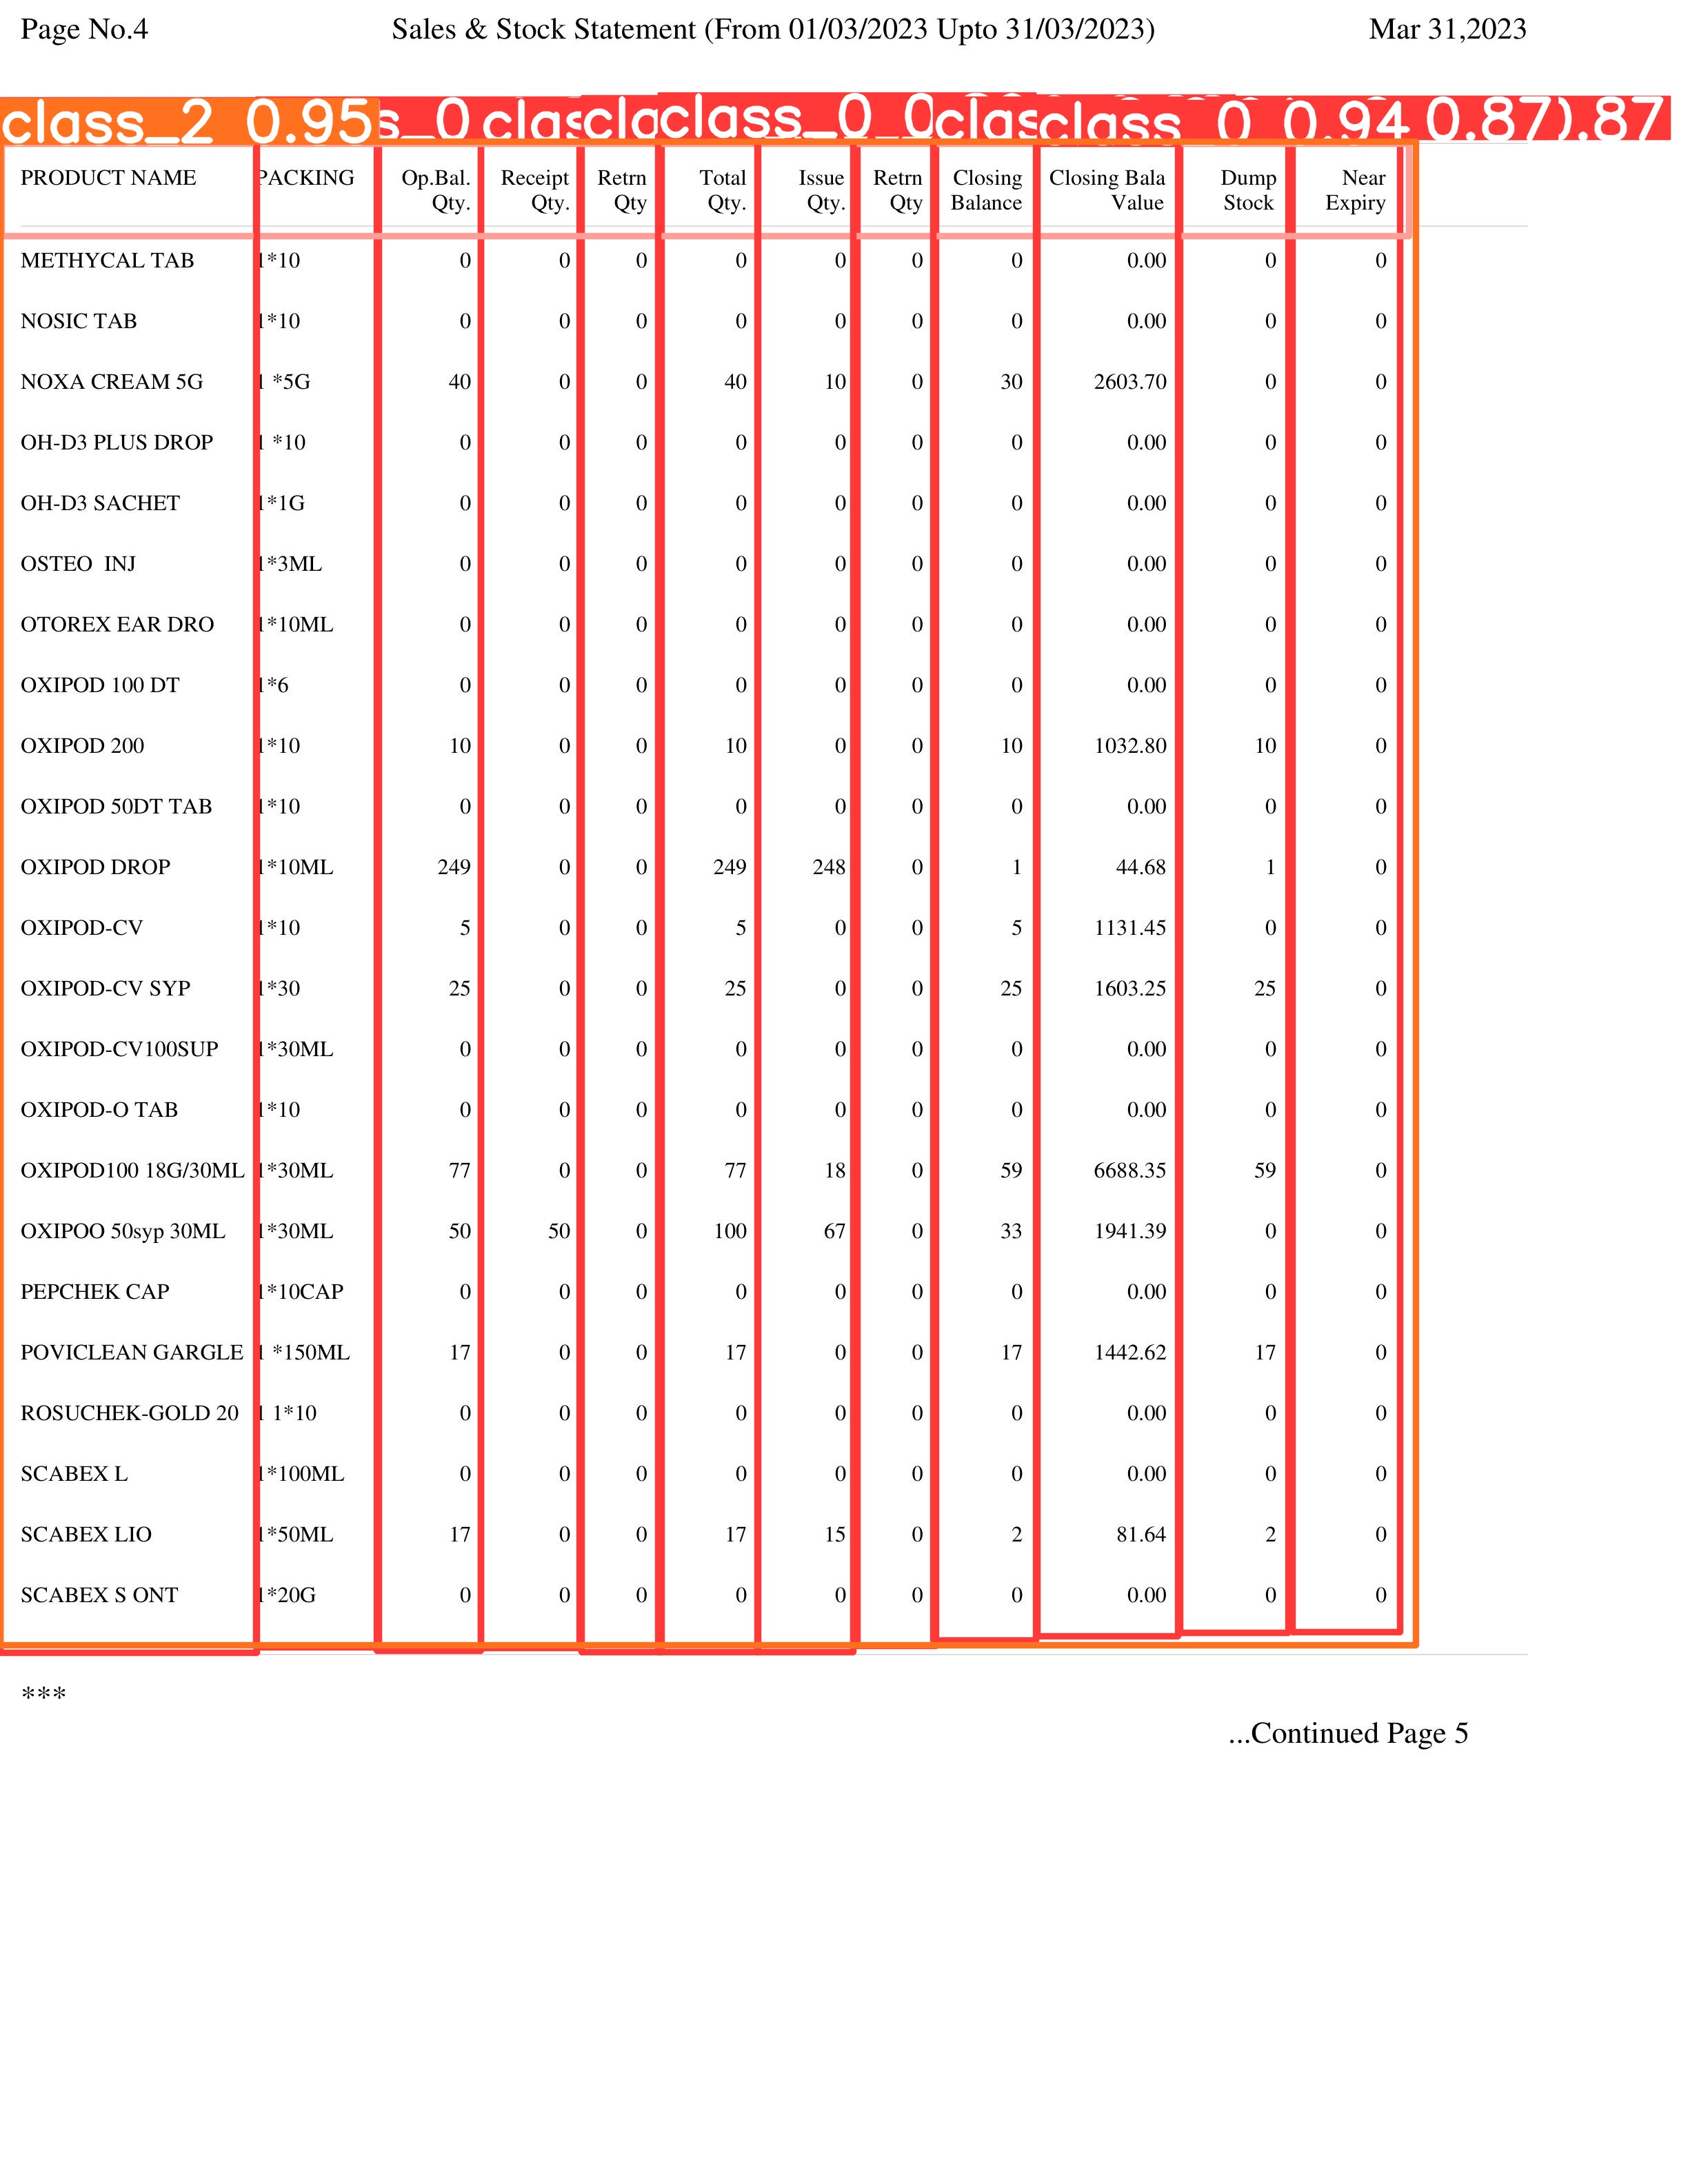 Page No.4 Sales & Stock Statement (From 01/03/2023 Upto 31/03/2023) Mar 31,2023
class_2 0.95 class_0 0.94 0.87 .87
PRODUCT NAME PACKING Op.Bal. Receipt Retrn Total Issue Retrn Closing Closing Bala Dump Near
Qty. Qty. Qty Qty. Qty. Qty Balance Value Stock Expiry
METHYCAL TAB 1*10 0 0 0 0 0 0 0 0.00 0 0
NOSIC TAB 1*10 0 0 0 0 0 0 0 0.00 0 0
NOXA CREAM 5G 1 *5G 40 0 0 40 10 0 30 2603.70 0 0
OH-D3 PLUS DROP 1 *10 0 0 0 0 0 0 0 0.00 0 0
OH-D3 SACHET 1*1G 0 0 0 0 0 0 0 0.00 0 0
OSTEO INJ 1*3ML 0 0 0 0 0 0 0 0.00 0 0
OTOREX EAR DRO 1*10ML 0 0 0 0 0 0 0 0.00 0 0
OXIPOD 100 DT 1*6 0 0 0 0 0 0 0 0.00 0 0
OXIPOD 200 1*10 10 0 0 10 0 0 10 1032.80 10 0
OXIPOD 50DT TAB 1*10 0 0 0 0 0 0 0 0.00 0 0
OXIPOD DROP 1*10ML 249 0 0 249 248 0 1 44.68 1 0
OXIPOD-CV 1*10 5 0 0 5 0 0 5 1131.45 0 0
OXIPOD-CV SYP 1*30 25 0 0 25 0 0 25 1603.25 25 0
OXIPOD-CV100SUP 1*30ML 0 0 0 0 0 0 0 0.00 0 0
OXIPOD-O TAB 1*10 0 0 0 0 0 0 0 0.00 0 0
OXIPOD100 18G/30ML 1*30ML 77 0 0 77 18 0 59 6688.35 59 0
OXIPOO 50syp 30ML 1*30ML 50 50 0 100 67 0 33 1941.39 0 0
PEPCHEK CAP 1*10CAP 0 0 0 0 0 0 0 0.00 0 0
POVICLEAN GARGLE 1 *150ML 17 0 0 17 0 0 17 1442.62 17 0
ROSUCHEK-GOLD 20 1 1*10 0 0 0 0 0 0 0 0.00 0 0
SCABEX L 1*100ML 0 0 0 0 0 0 0 0.00 0 0
SCABEX LIO 1*50ML 17 0 0 17 15 0 2 81.64 2 0
SCABEX S ONT 1*20G 0 0 0 0 0 0 0 0.00 0 0
***
...Continued Page 5